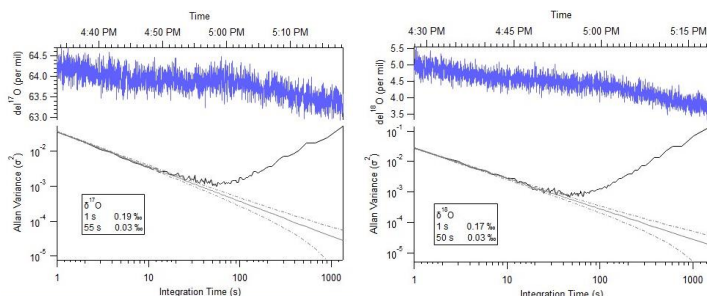 Time
4:40 PM 4:50 PM 5:00 PM 5:10 PM
del¹⁷O (per mil)
64.5
64.0
63.5
63.0
Allan Variance (σ²)
10⁻²
10⁻³
10⁻⁴
10⁻⁵
δ¹⁷O
1 s 0.19 ‰
55 s 0.03 ‰
1 10 100 1000
Integration Time (s)
Time
4:30 PM 4:45 PM 5:00 PM 5:15 PM
del¹⁸O (per mil)
5.5
5.0
4.5
4.0
3.5
Allan Variance (σ²)
10⁻¹
10⁻²
10⁻³
10⁻⁴
10⁻⁵
δ¹⁸O
1 s 0.17 ‰
50 s 0.03 ‰
1 10 100 1000
Integration Time (s)